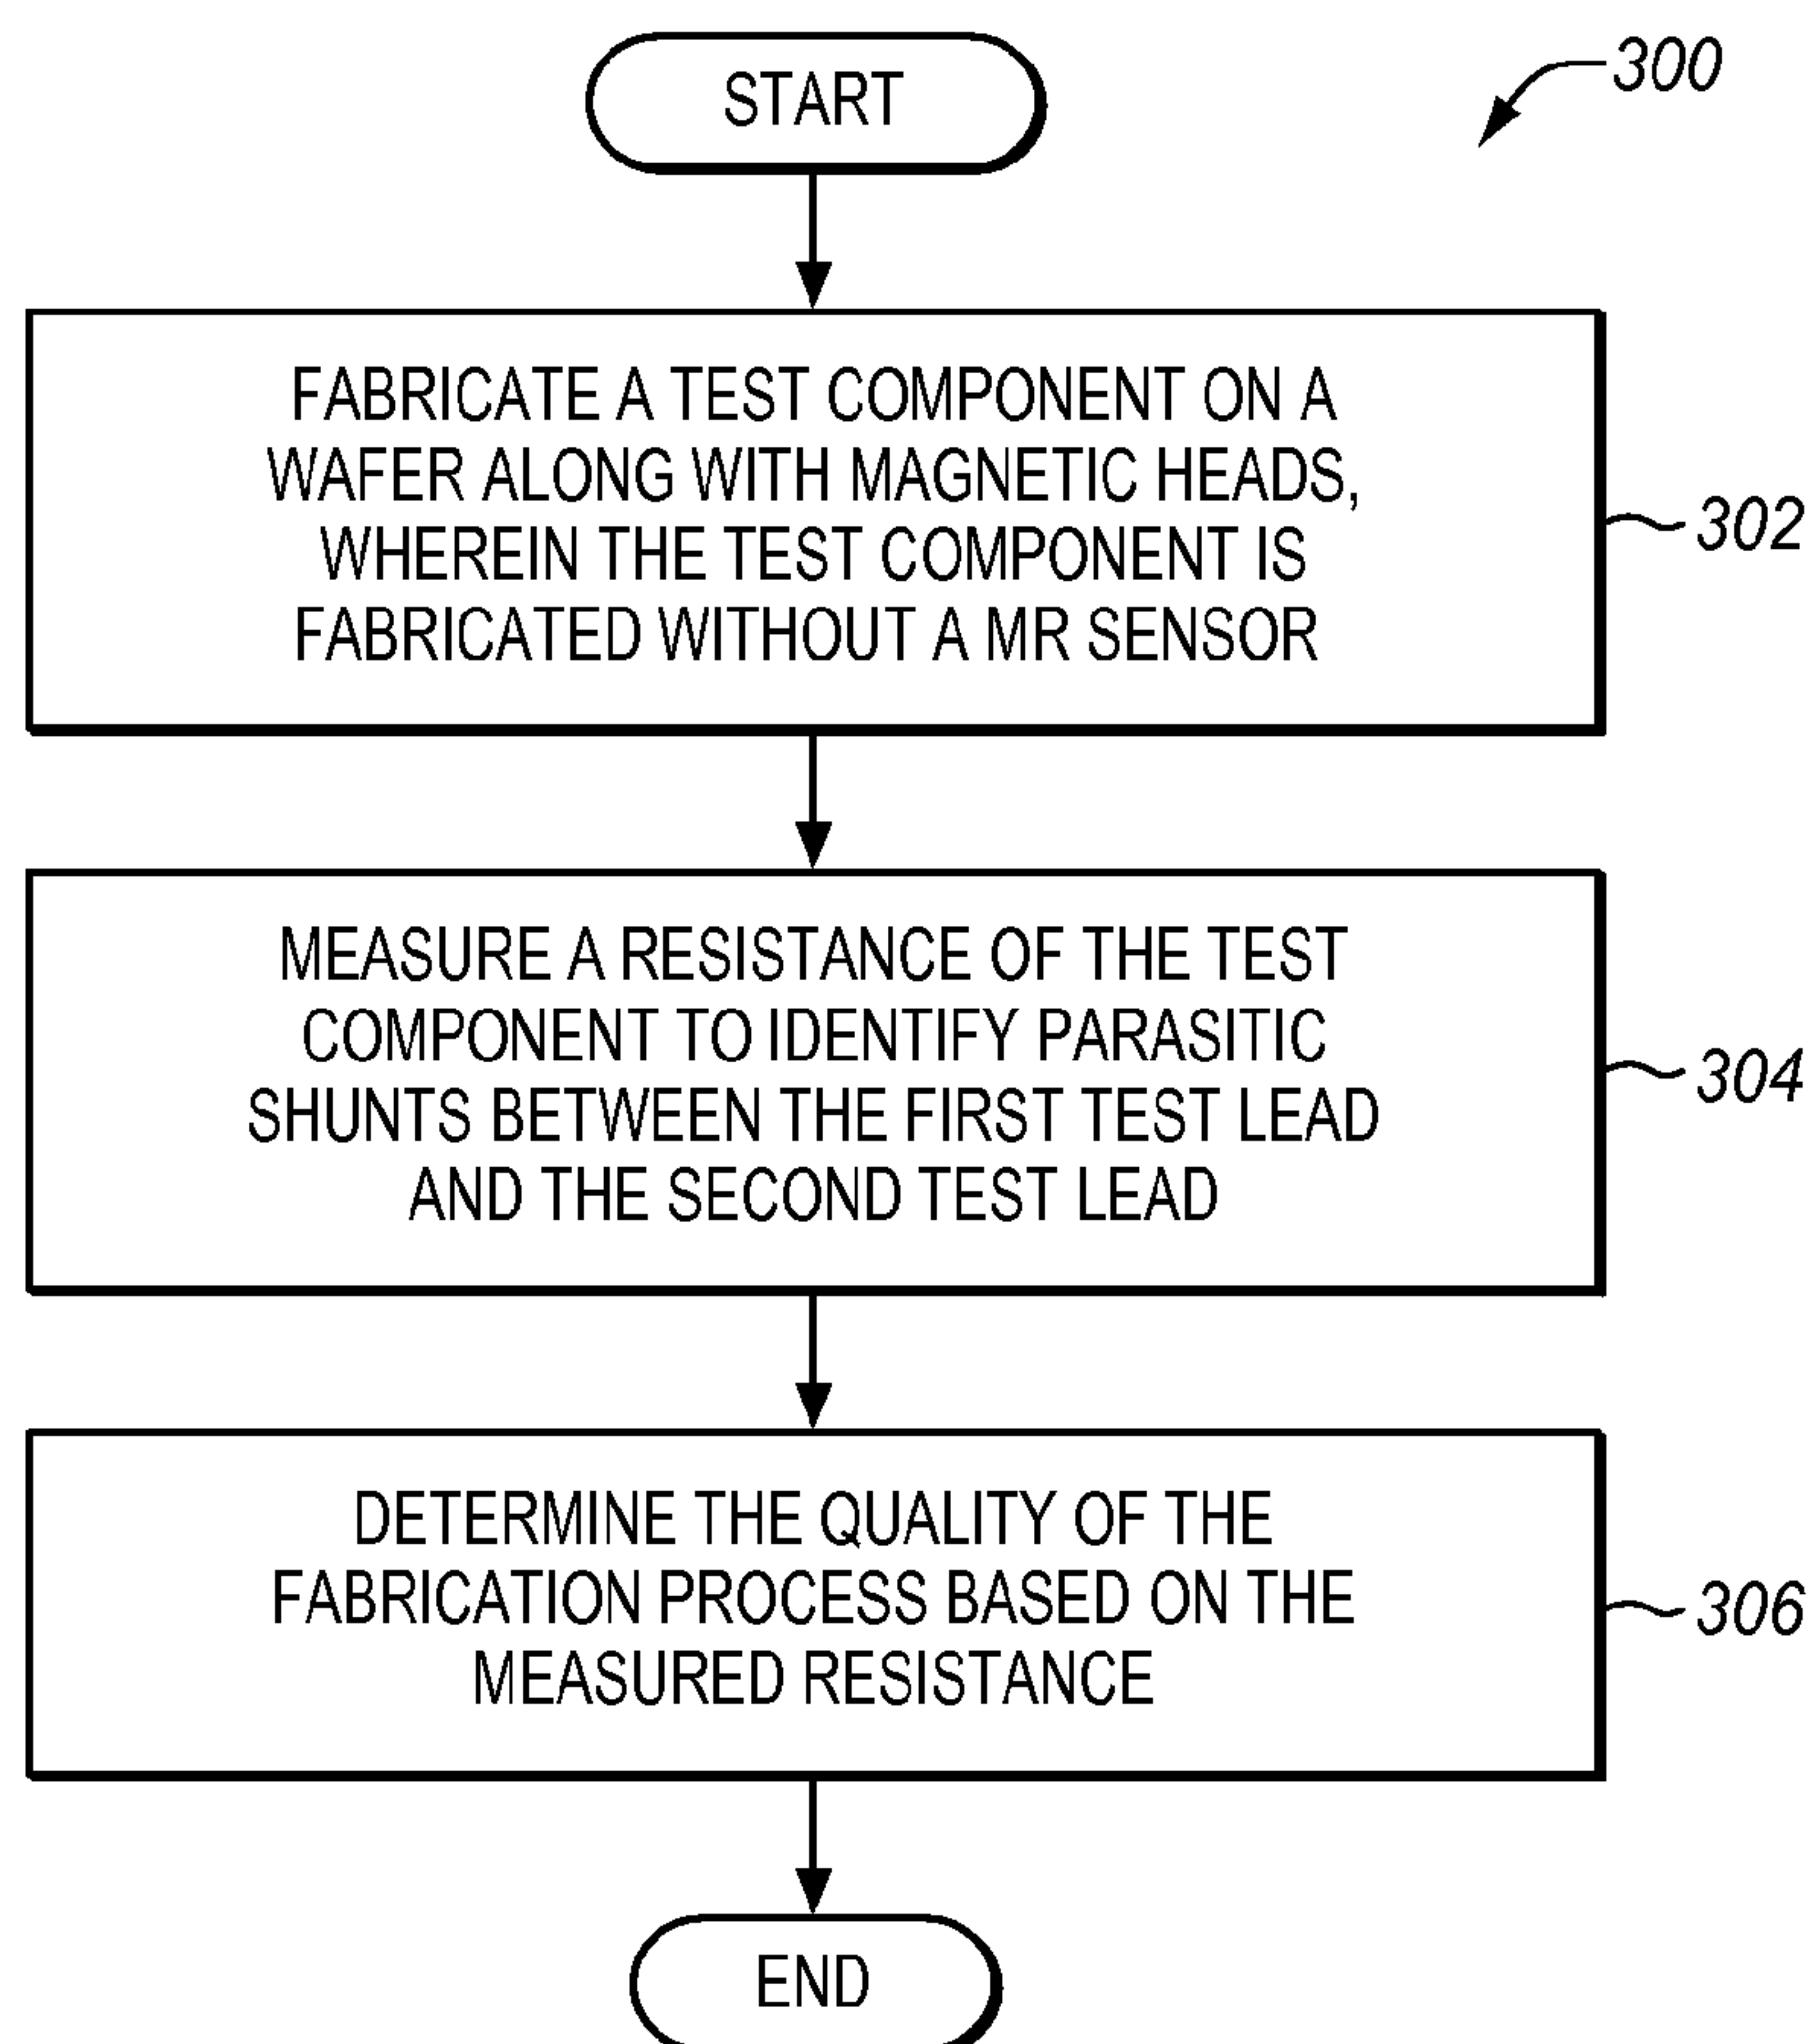 START
300
FABRICATE A TEST COMPONENT ON A
WAFER ALONG WITH MAGNETIC HEADS,
WHEREIN THE TEST COMPONENT IS
FABRICATED WITHOUT A MR SENSOR
302
MEASURE A RESISTANCE OF THE TEST
COMPONENT TO IDENTIFY PARASITIC
SHUNTS BETWEEN THE FIRST TEST LEAD
AND THE SECOND TEST LEAD
304
DETERMINE THE QUALITY OF THE
FABRICATION PROCESS BASED ON THE
MEASURED RESISTANCE
306
END